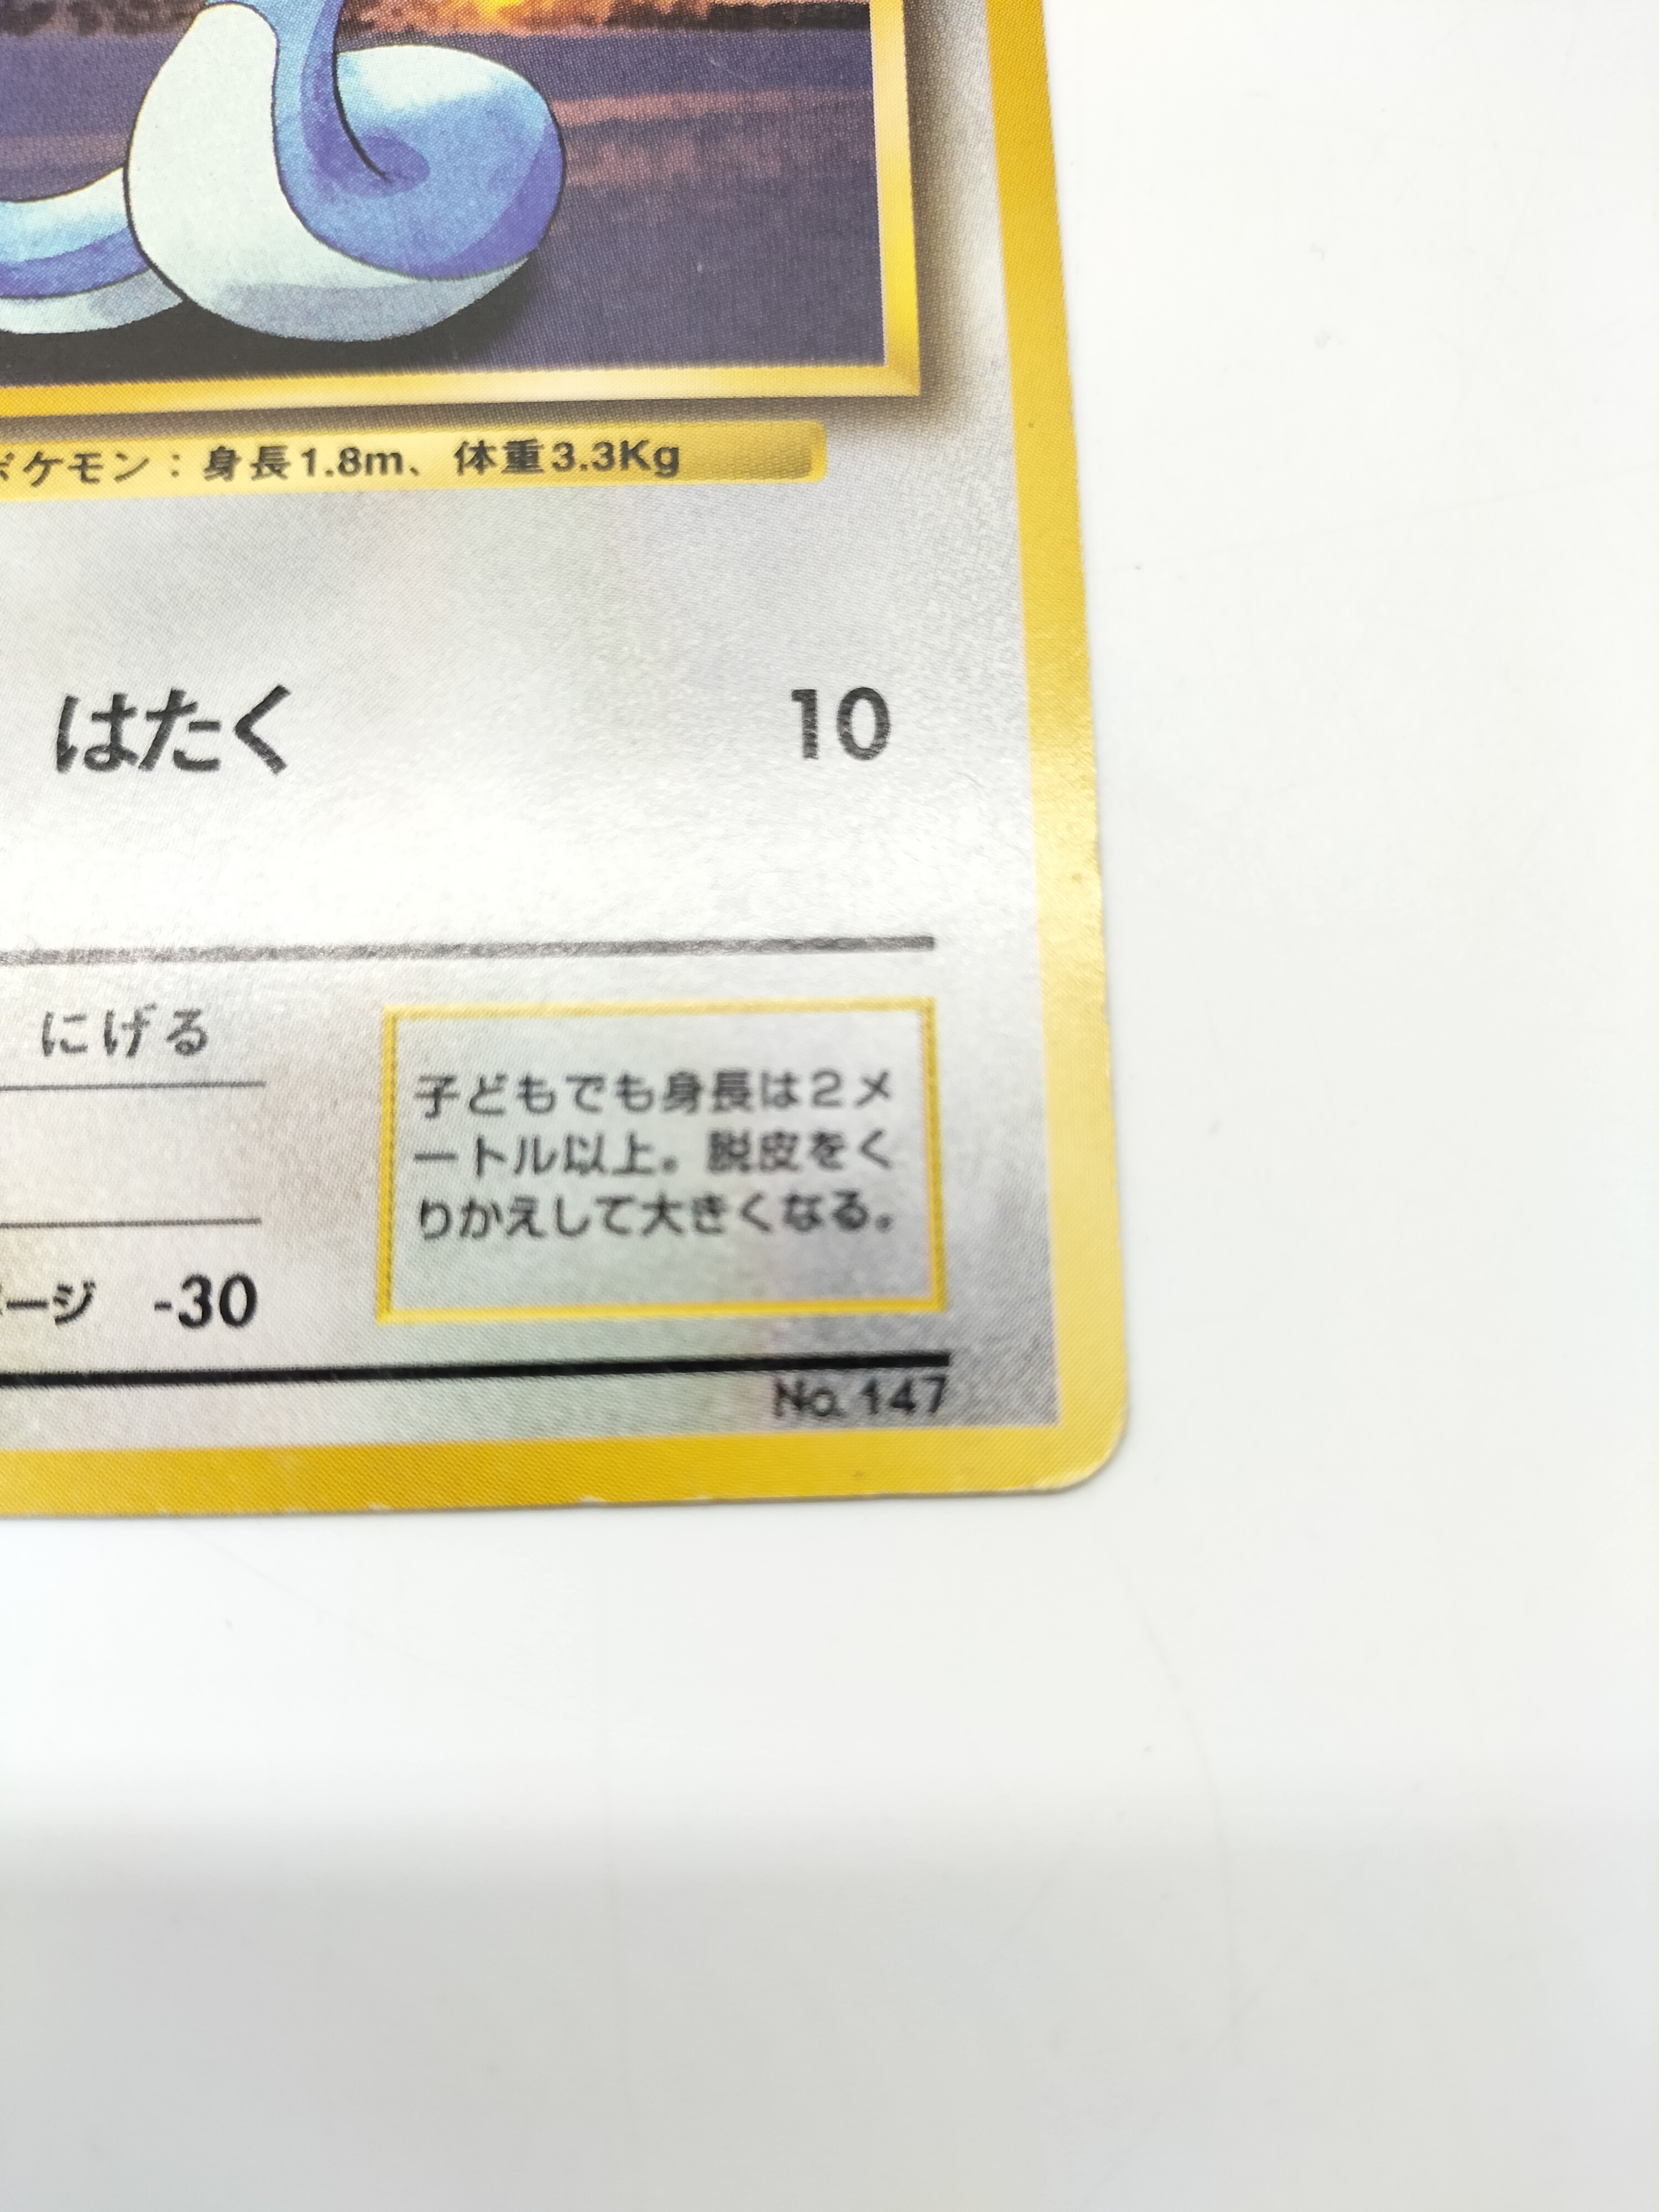 ポケモン：身長1.8m、体重3.3Kg
はたく 10
にげる
子どもでも身長は2メ
ートル以上。脱皮をく
りかえして大きくなる。
ージ -30
No. 147